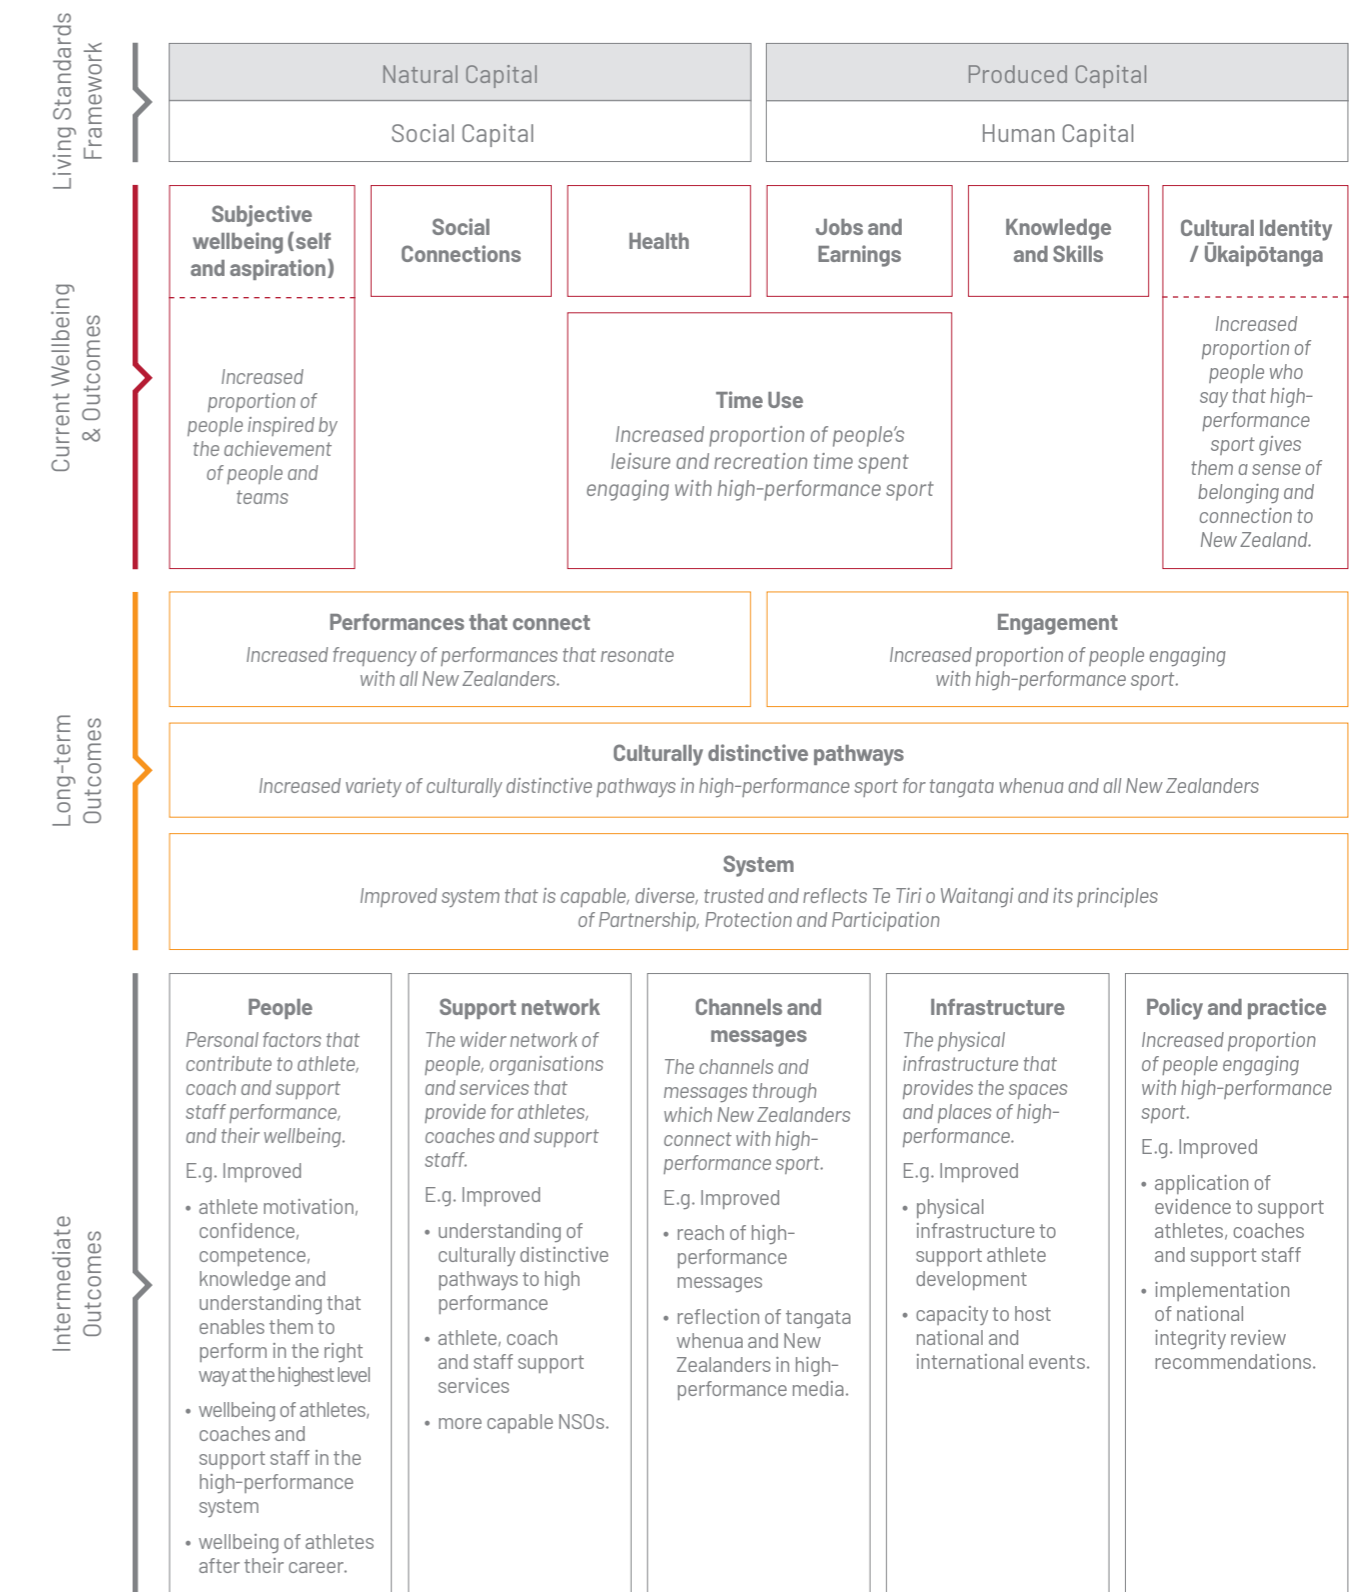 Living Standards
Framework
Natural Capital
Produced Capital
Social Capital
Human Capital
Current Wellbeing
& Outcomes
Subjective
wellbeing (self
and aspiration)
Increased
proportion of
people inspired by
the achievement
of people and
teams
Social
Connections
Health
Jobs and
Earnings
Knowledge
and Skills
Cultural Identity
/ Ūkaipōtanga
Increased
proportion of
people who
say that high-
performance
sport gives
them a sense of
belonging and
connection to
New Zealand.
Time Use
Increased proportion of people's
leisure and recreation time spent
engaging with high-performance sport
Long-term
Outcomes
Performances that connect
Increased frequency of performances that resonate
with all New Zealanders.
Engagement
Increased proportion of people engaging
with high-performance sport.
Culturally distinctive pathways
Increased variety of culturally distinctive pathways in high-performance sport for tangata whenua and all New Zealanders
System
Improved system that is capable, diverse, trusted and reflects Te Tiri o Waitangi and its principles
of Partnership, Protection and Participation
Intermediate
Outcomes
People
Personal factors that
contribute to athlete,
coach and support
staff performance,
and their wellbeing.
E.g. Improved
• athlete motivation,
confidence,
competence,
knowledge and
understanding that
enables them to
perform in the right
way at the highest level
• wellbeing of athletes,
coaches and
support staff in the
high-performance
system
• wellbeing of athletes
after their career.
Support network
The wider network of
people, organisations
and services that
provide for athletes,
coaches and support
staff.
E.g. Improved
• understanding of
culturally distinctive
pathways to high
performance
• athlete, coach
and staff support
services
• more capable NSOs.
Channels and
messages
The channels and
messages through
which New Zealanders
connect with high-
performance sport.
E.g. Improved
• reach of high-
performance
messages
• reflection of tangata
whenua and New
Zealanders in high-
performance media.
Infrastructure
The physical
infrastructure that
provides the spaces
and places of high-
performance.
E.g. Improved
• physical
infrastructure to
support athlete
development
• capacity to host
national and
international events.
Policy and practice
Increased proportion
of people engaging
with high-performance
sport.
E.g. Improved
• application of
evidence to support
athletes, coaches
and support staff
• implementation
of national
integrity review
recommendations.